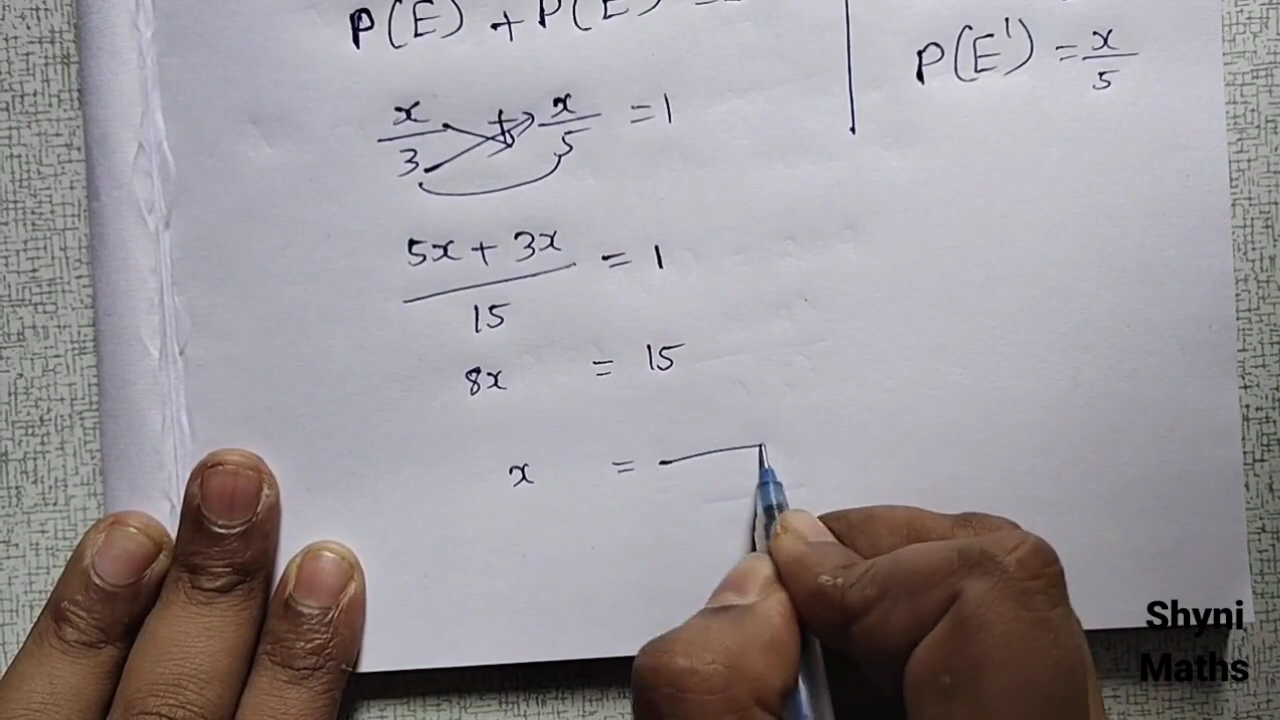 P(E) + P(E
x/3 + x/5 = 1
5x + 3x / 15 = 1
8x = 15
x =
P(E') = x/5
Shyni
Maths